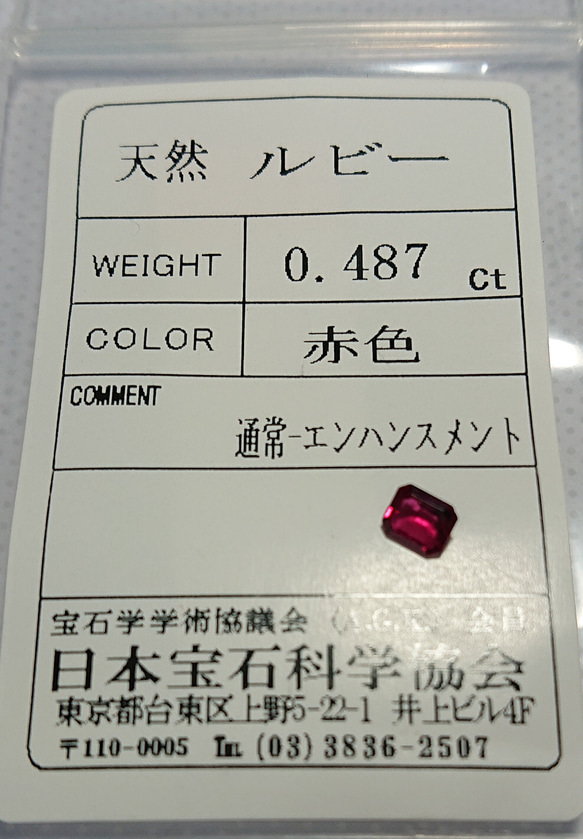 天然 ルビー
WEIGHT 0.487 Ct
COLOR 赤色
COMMENT
通常-エンハンスメント
宝石学学術協議会 会員
日本宝石科学協会
東京都台東区上野5-22-1 井上ビル4F
〒110-0005 TEL (03)3836-2507